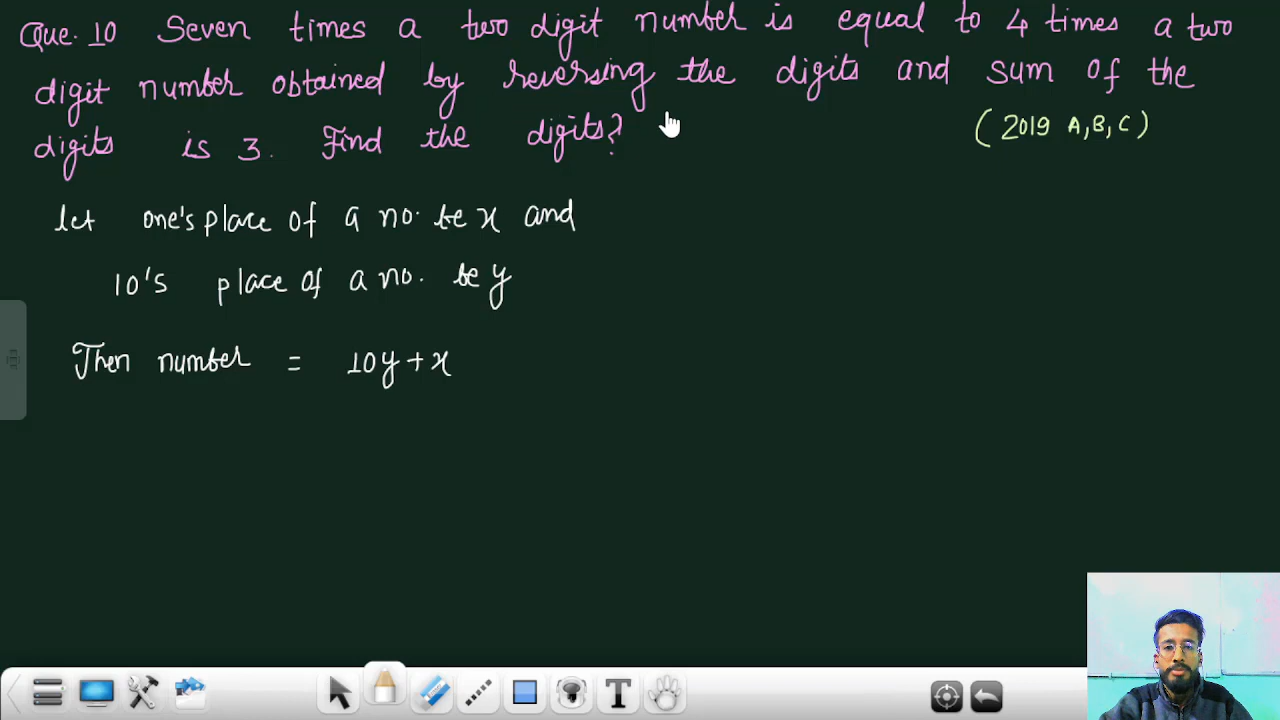 Que. 10 Seven times a two digit number is equal to 4 times a two
digit number obtained by reversing the digits and sum of the
digits is 3. Find the digits?
(2019 A,B,C)
let one's place of a no. be x and
10's place of a no. be y
Then number = 10y + x
T